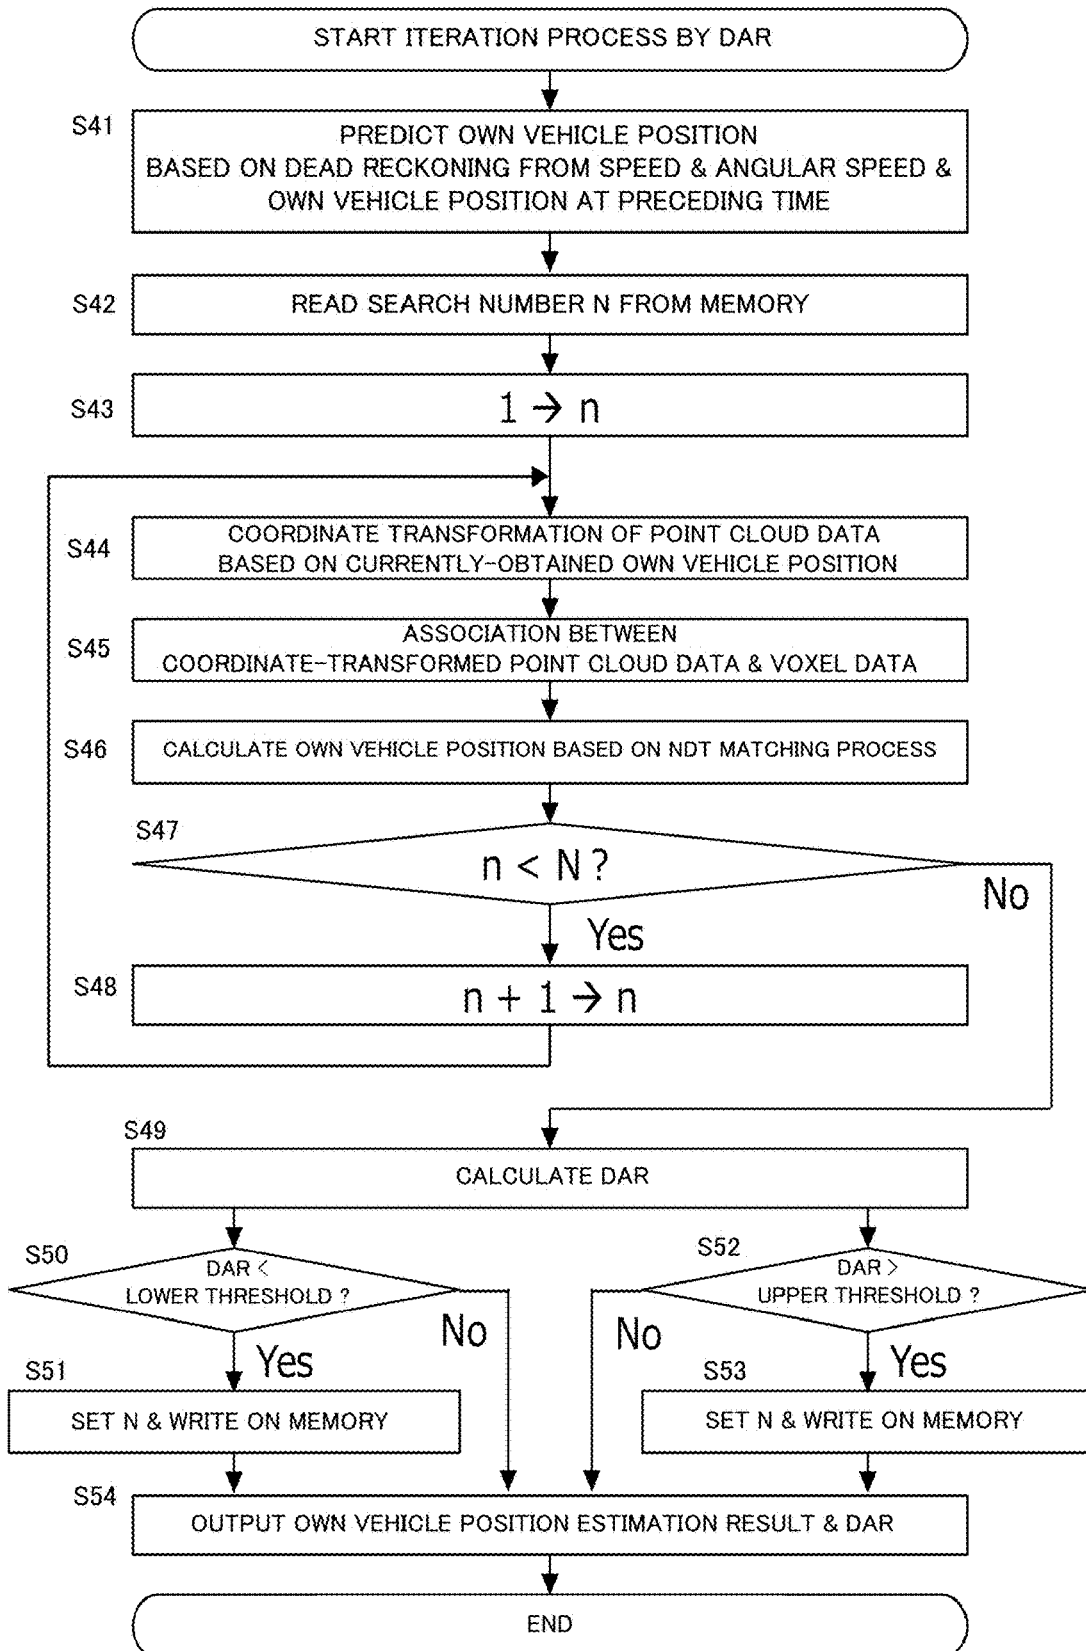 START ITERATION PROCESS BY DAR
S41
PREDICT OWN VEHICLE POSITION
BASED ON DEAD RECKONING FROM SPEED & ANGULAR SPEED &
OWN VEHICLE POSITION AT PRECEDING TIME
S42
READ SEARCH NUMBER N FROM MEMORY
S43
1 → n
S44
COORDINATE TRANSFORMATION OF POINT CLOUD DATA
BASED ON CURRENTLY-OBTAINED OWN VEHICLE POSITION
S45
ASSOCIATION BETWEEN
COORDINATE-TRANSFORMED POINT CLOUD DATA & VOXEL DATA
S46
CALCULATE OWN VEHICLE POSITION BASED ON NDT MATCHING PROCESS
S47
n < N ?
No
Yes
S48
n + 1 → n
S49
CALCULATE DAR
S50
DAR <
LOWER THRESHOLD ?
No
Yes
S52
DAR >
UPPER THRESHOLD ?
No
Yes
S51
SET N & WRITE ON MEMORY
S53
SET N & WRITE ON MEMORY
S54
OUTPUT OWN VEHICLE POSITION ESTIMATION RESULT & DAR
END